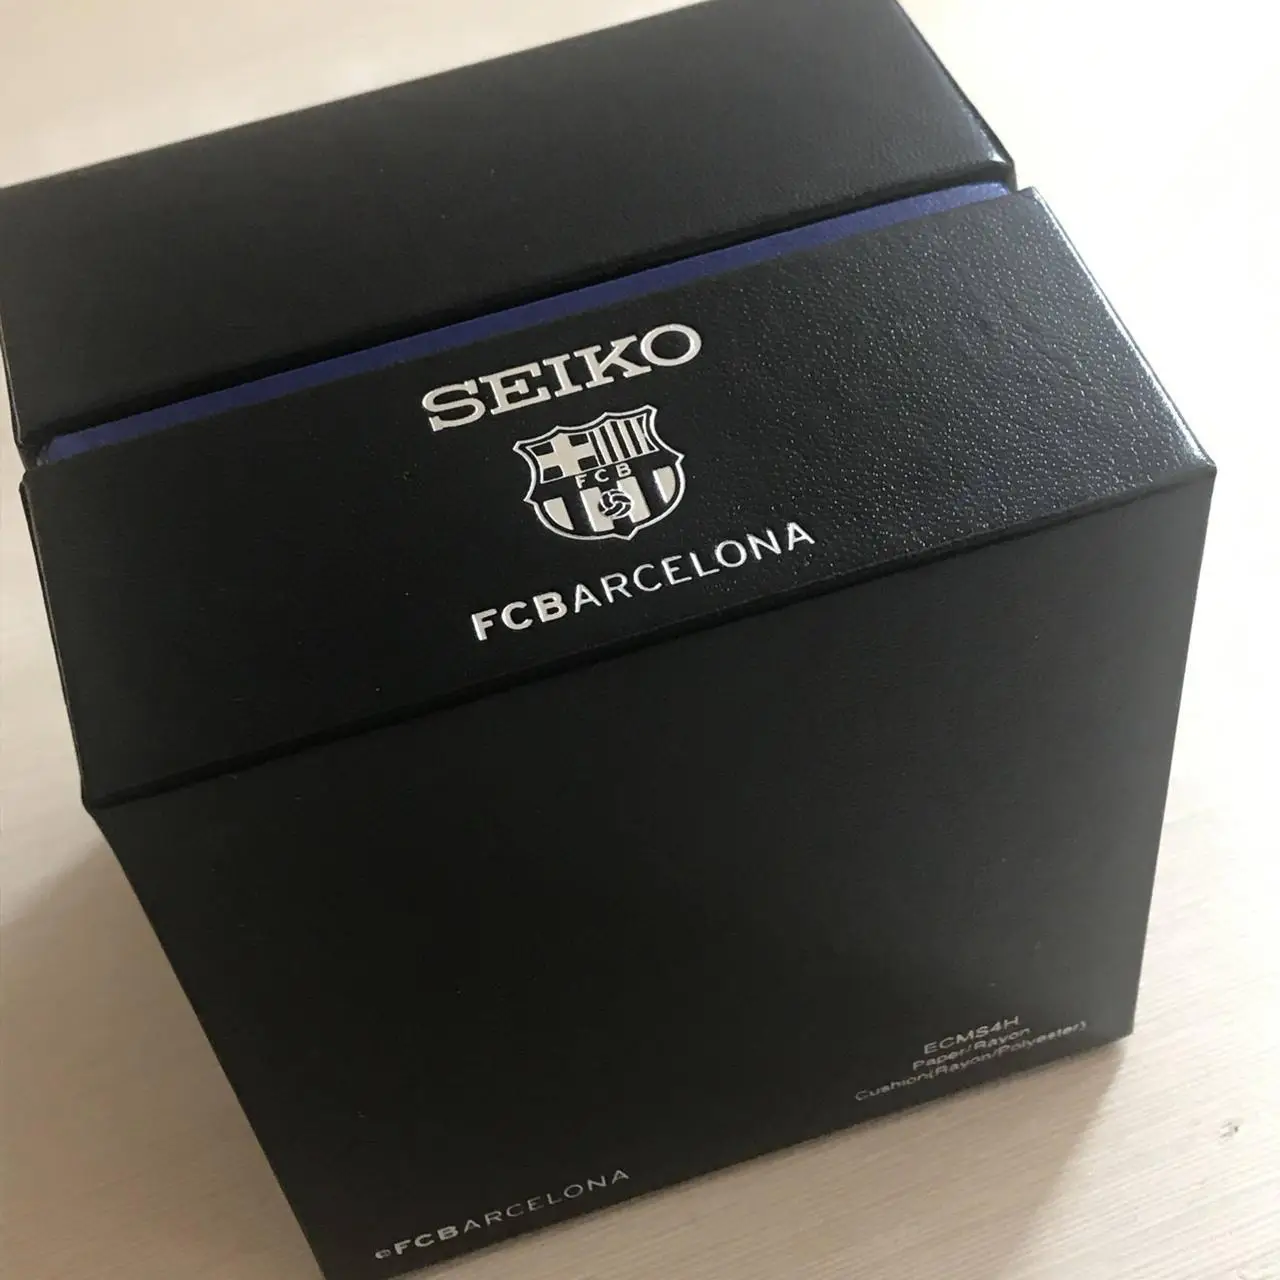 SEIKO
FCB
FCBARCELONA
ECMS4H
Paper/Rayon
Cushion(Rayon/Polyester)
©FCBARCELONA